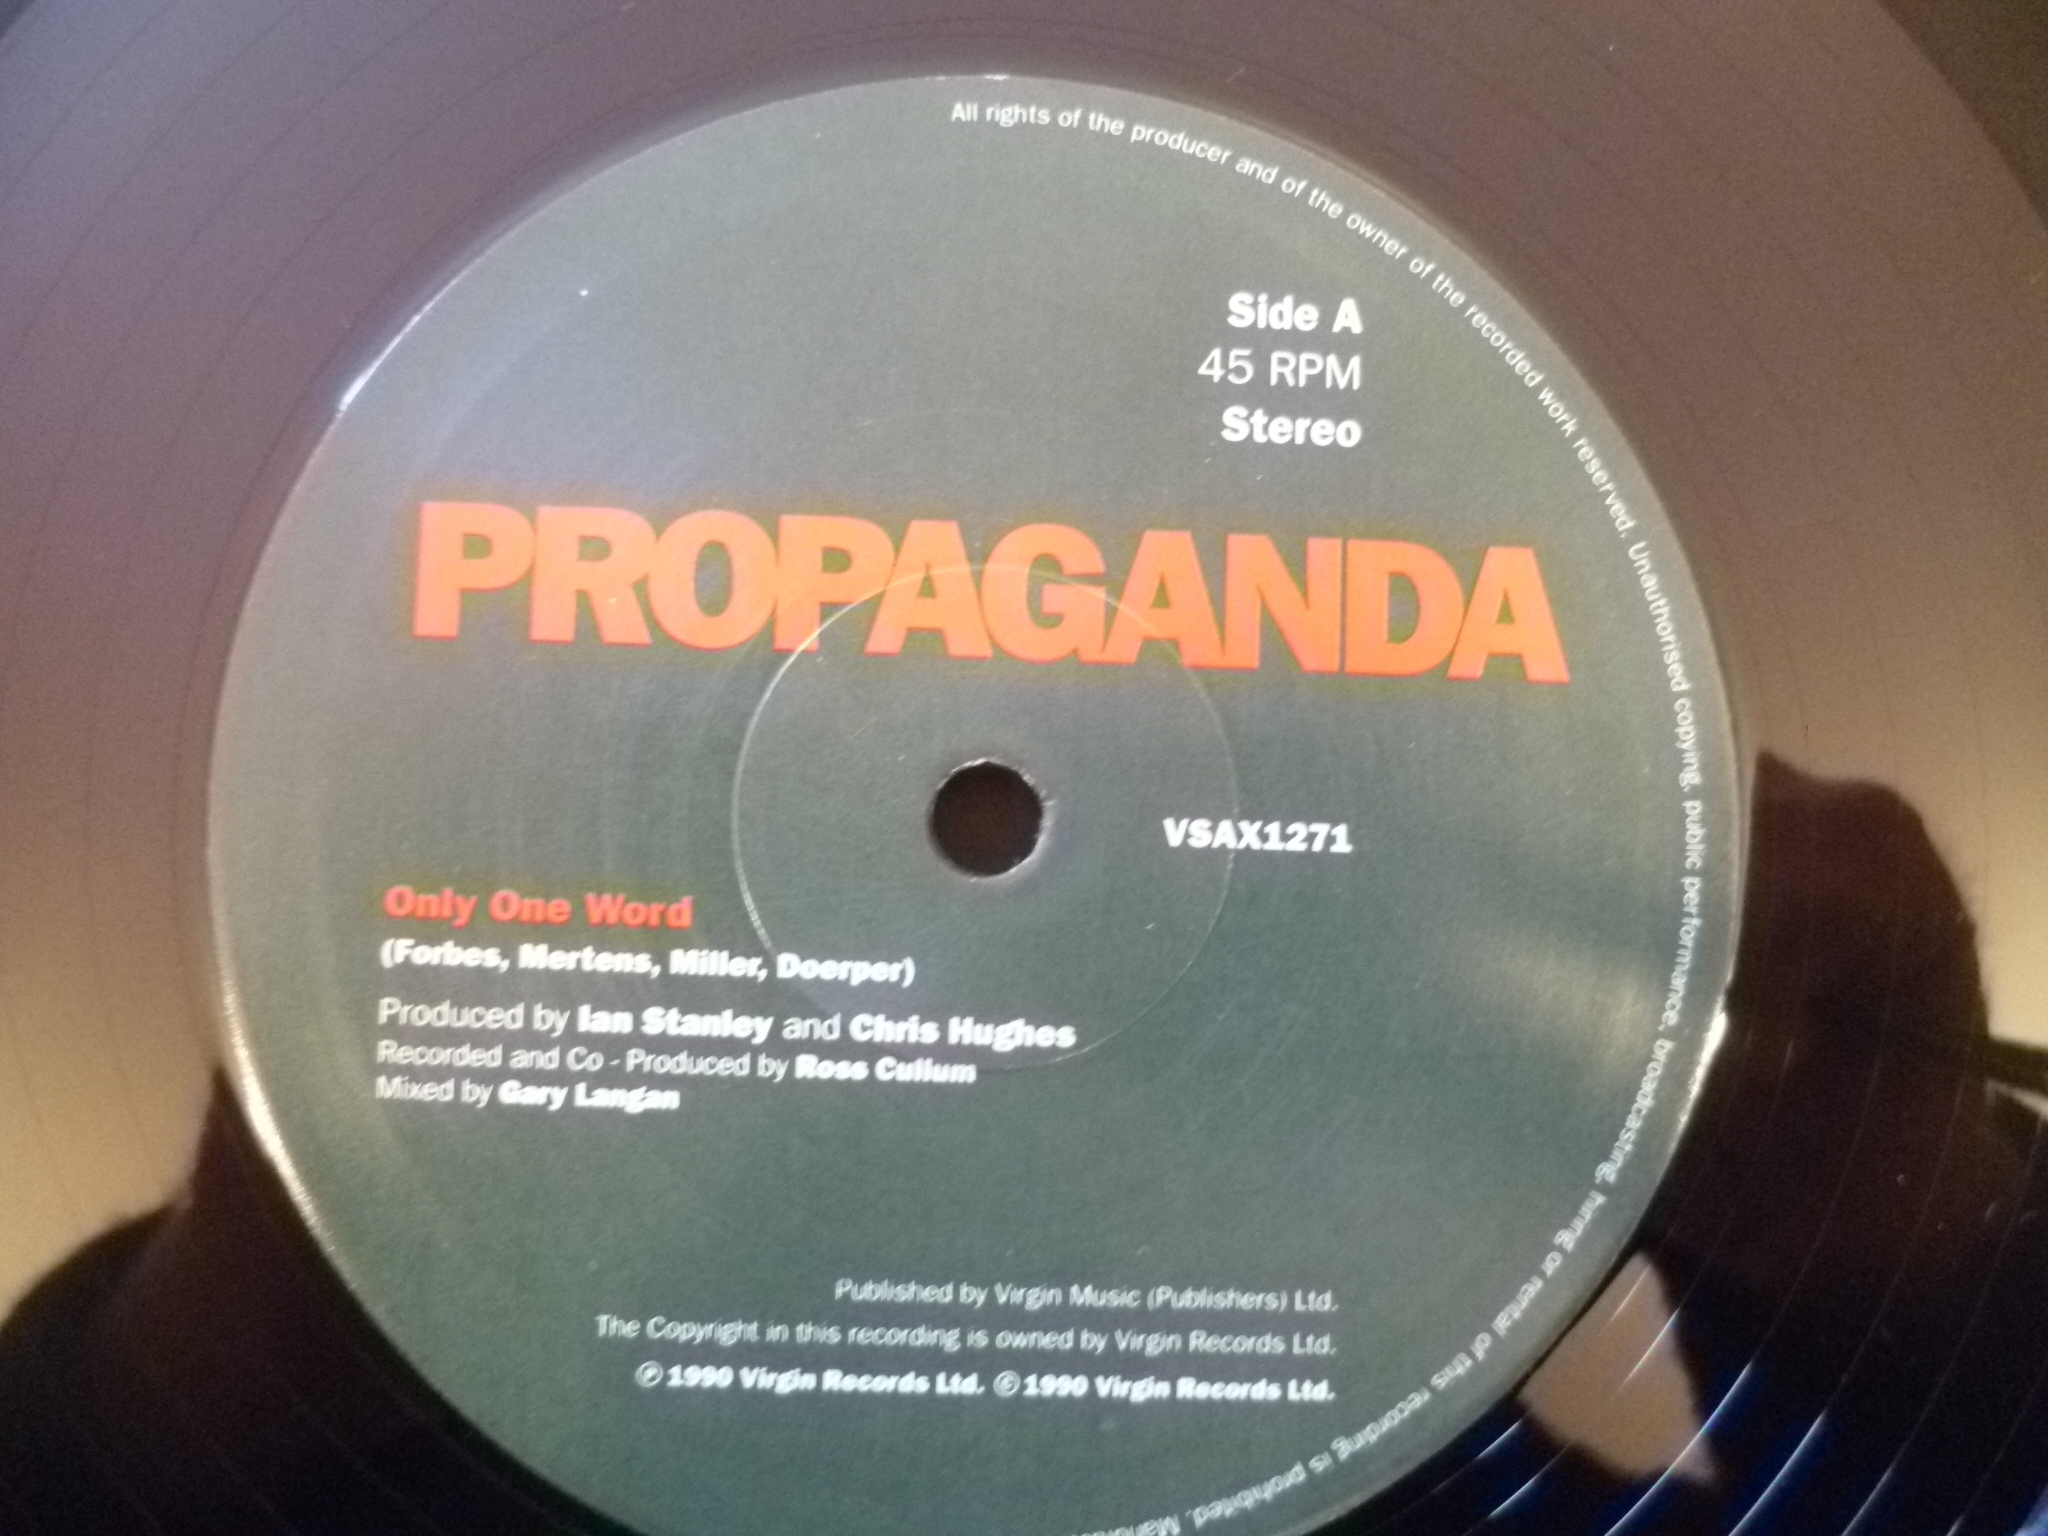 All rights of the producer and of the owner of the recorded work reserved. Unauthorised copying, public performance, broadcasting, hiring or rental of this recording is prohibited.
Side A
45 RPM
Stereo
PROPAGANDA
VSAX1271
Only One Word
(Forbes, Mertens, Miller, Doerper)
Produced by Ian Stanley and Chris Hughes
Recorded and Co - Produced by Ross Cullum
Mixed by Gary Langan
Published by Virgin Music (Publishers) Ltd.
The Copyright in this recording is owned by Virgin Records Ltd.
℗ 1990 Virgin Records Ltd. © 1990 Virgin Records Ltd.